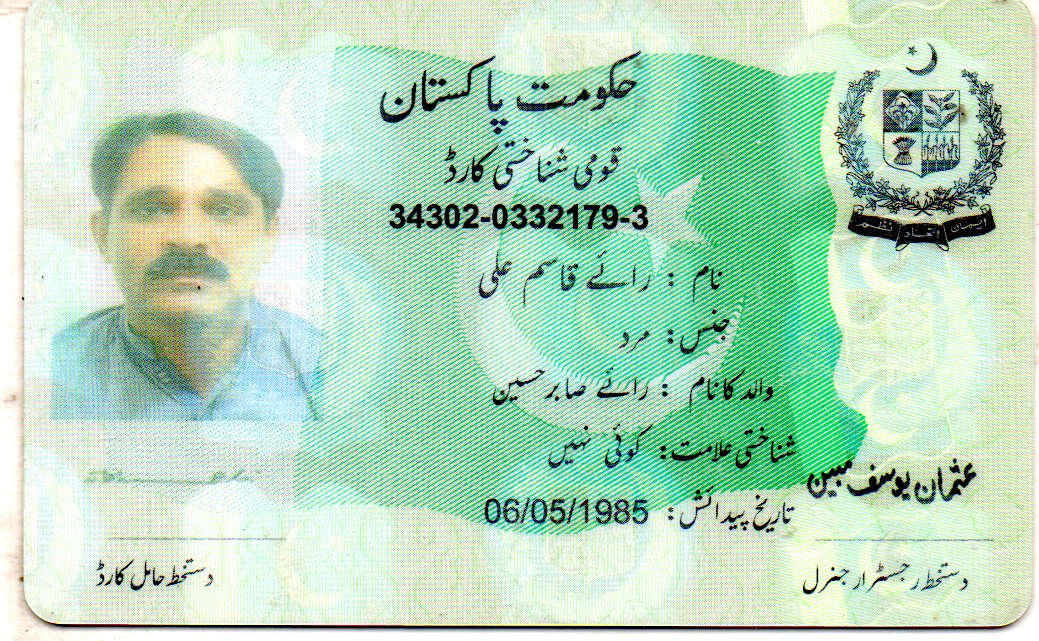 حکومت پاکستان
قومی شناختی کارڈ
34302-0332179-3
نام : رائے قاسم علی
جنس: مرد
والد کا نام : رائے صابر حسین
شناختی علامت: کوئی نہیں
تاریخ پیدائش: 06/05/1985
ایمان اتحاد نظم
عثمان یوسف مبین
دستخط رجسٹرار جنرل
دستخط حامل کارڈ